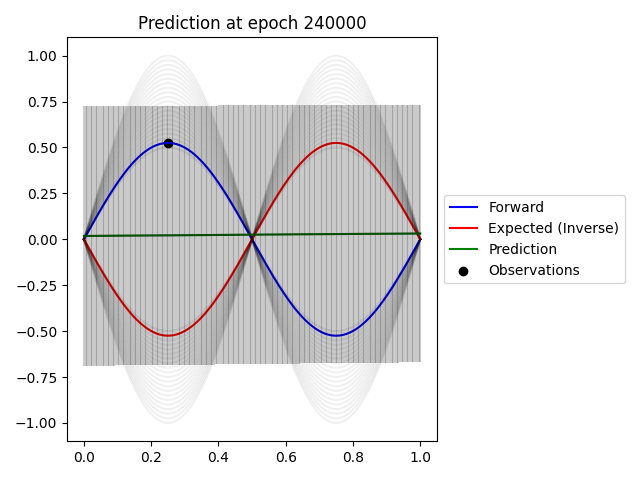 Prediction at epoch 240000
1.00
0.75
0.50
0.25
0.00
−0.25
−0.50
−0.75
−1.00
0.0 0.2 0.4 0.6 0.8 1.0
Forward
Expected (Inverse)
Prediction
Observations